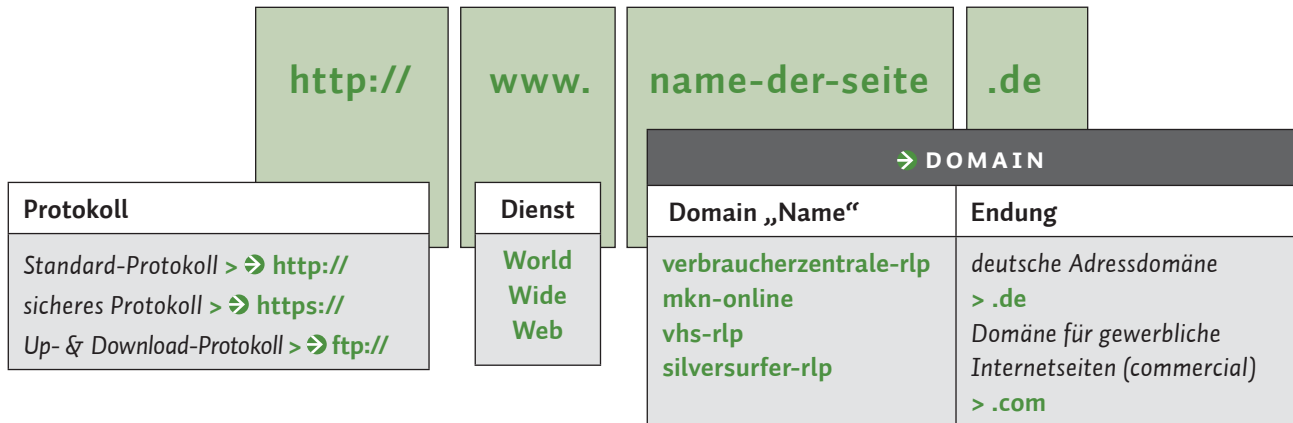 http:// www. name-der-seite .de
DOMAIN
Protokoll
Standard-Protokoll > http://
sicheres Protokoll > https://
Up- & Download-Protokoll > ftp://
Dienst
World
Wide
Web
Domain „Name“
verbraucherzentrale-rlp
mkn-online
vhs-rlp
silversurfer-rlp
Endung
deutsche Adressdomäne
> .de
Domäne für gewerbliche
Internetseiten (commercial)
> .com